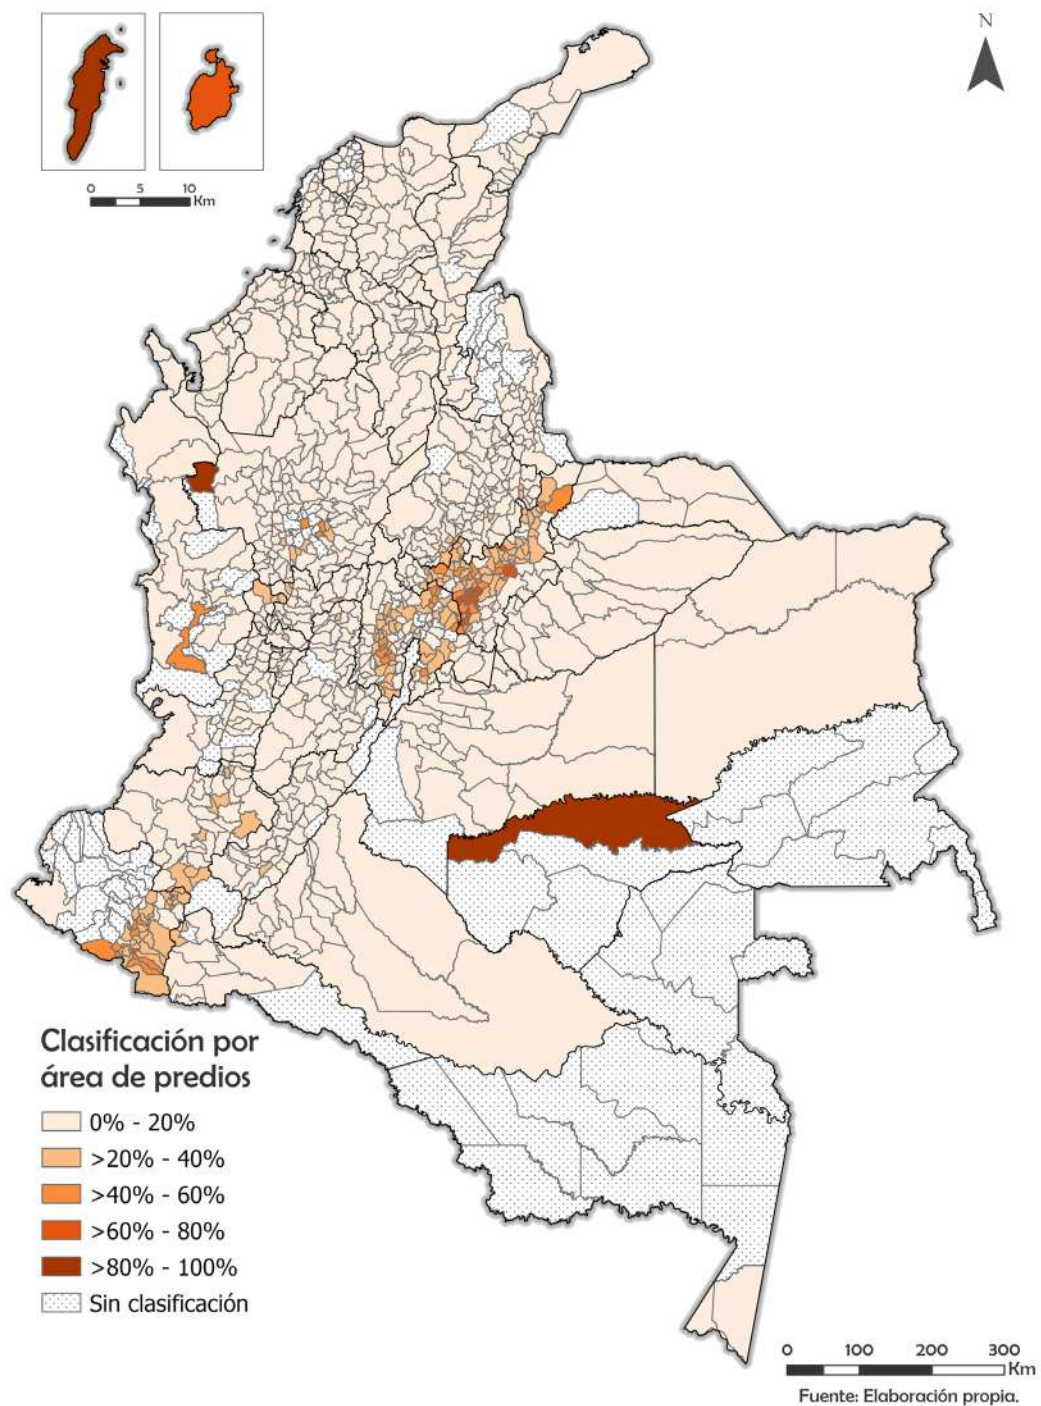 N
0 5 10
Km
Clasificación por
área de predios
0% - 20%
>20% - 40%
>40% - 60%
>60% - 80%
>80% - 100%
Sin clasificación
0 100 200 300
Km
Fuente: Elaboración propia.